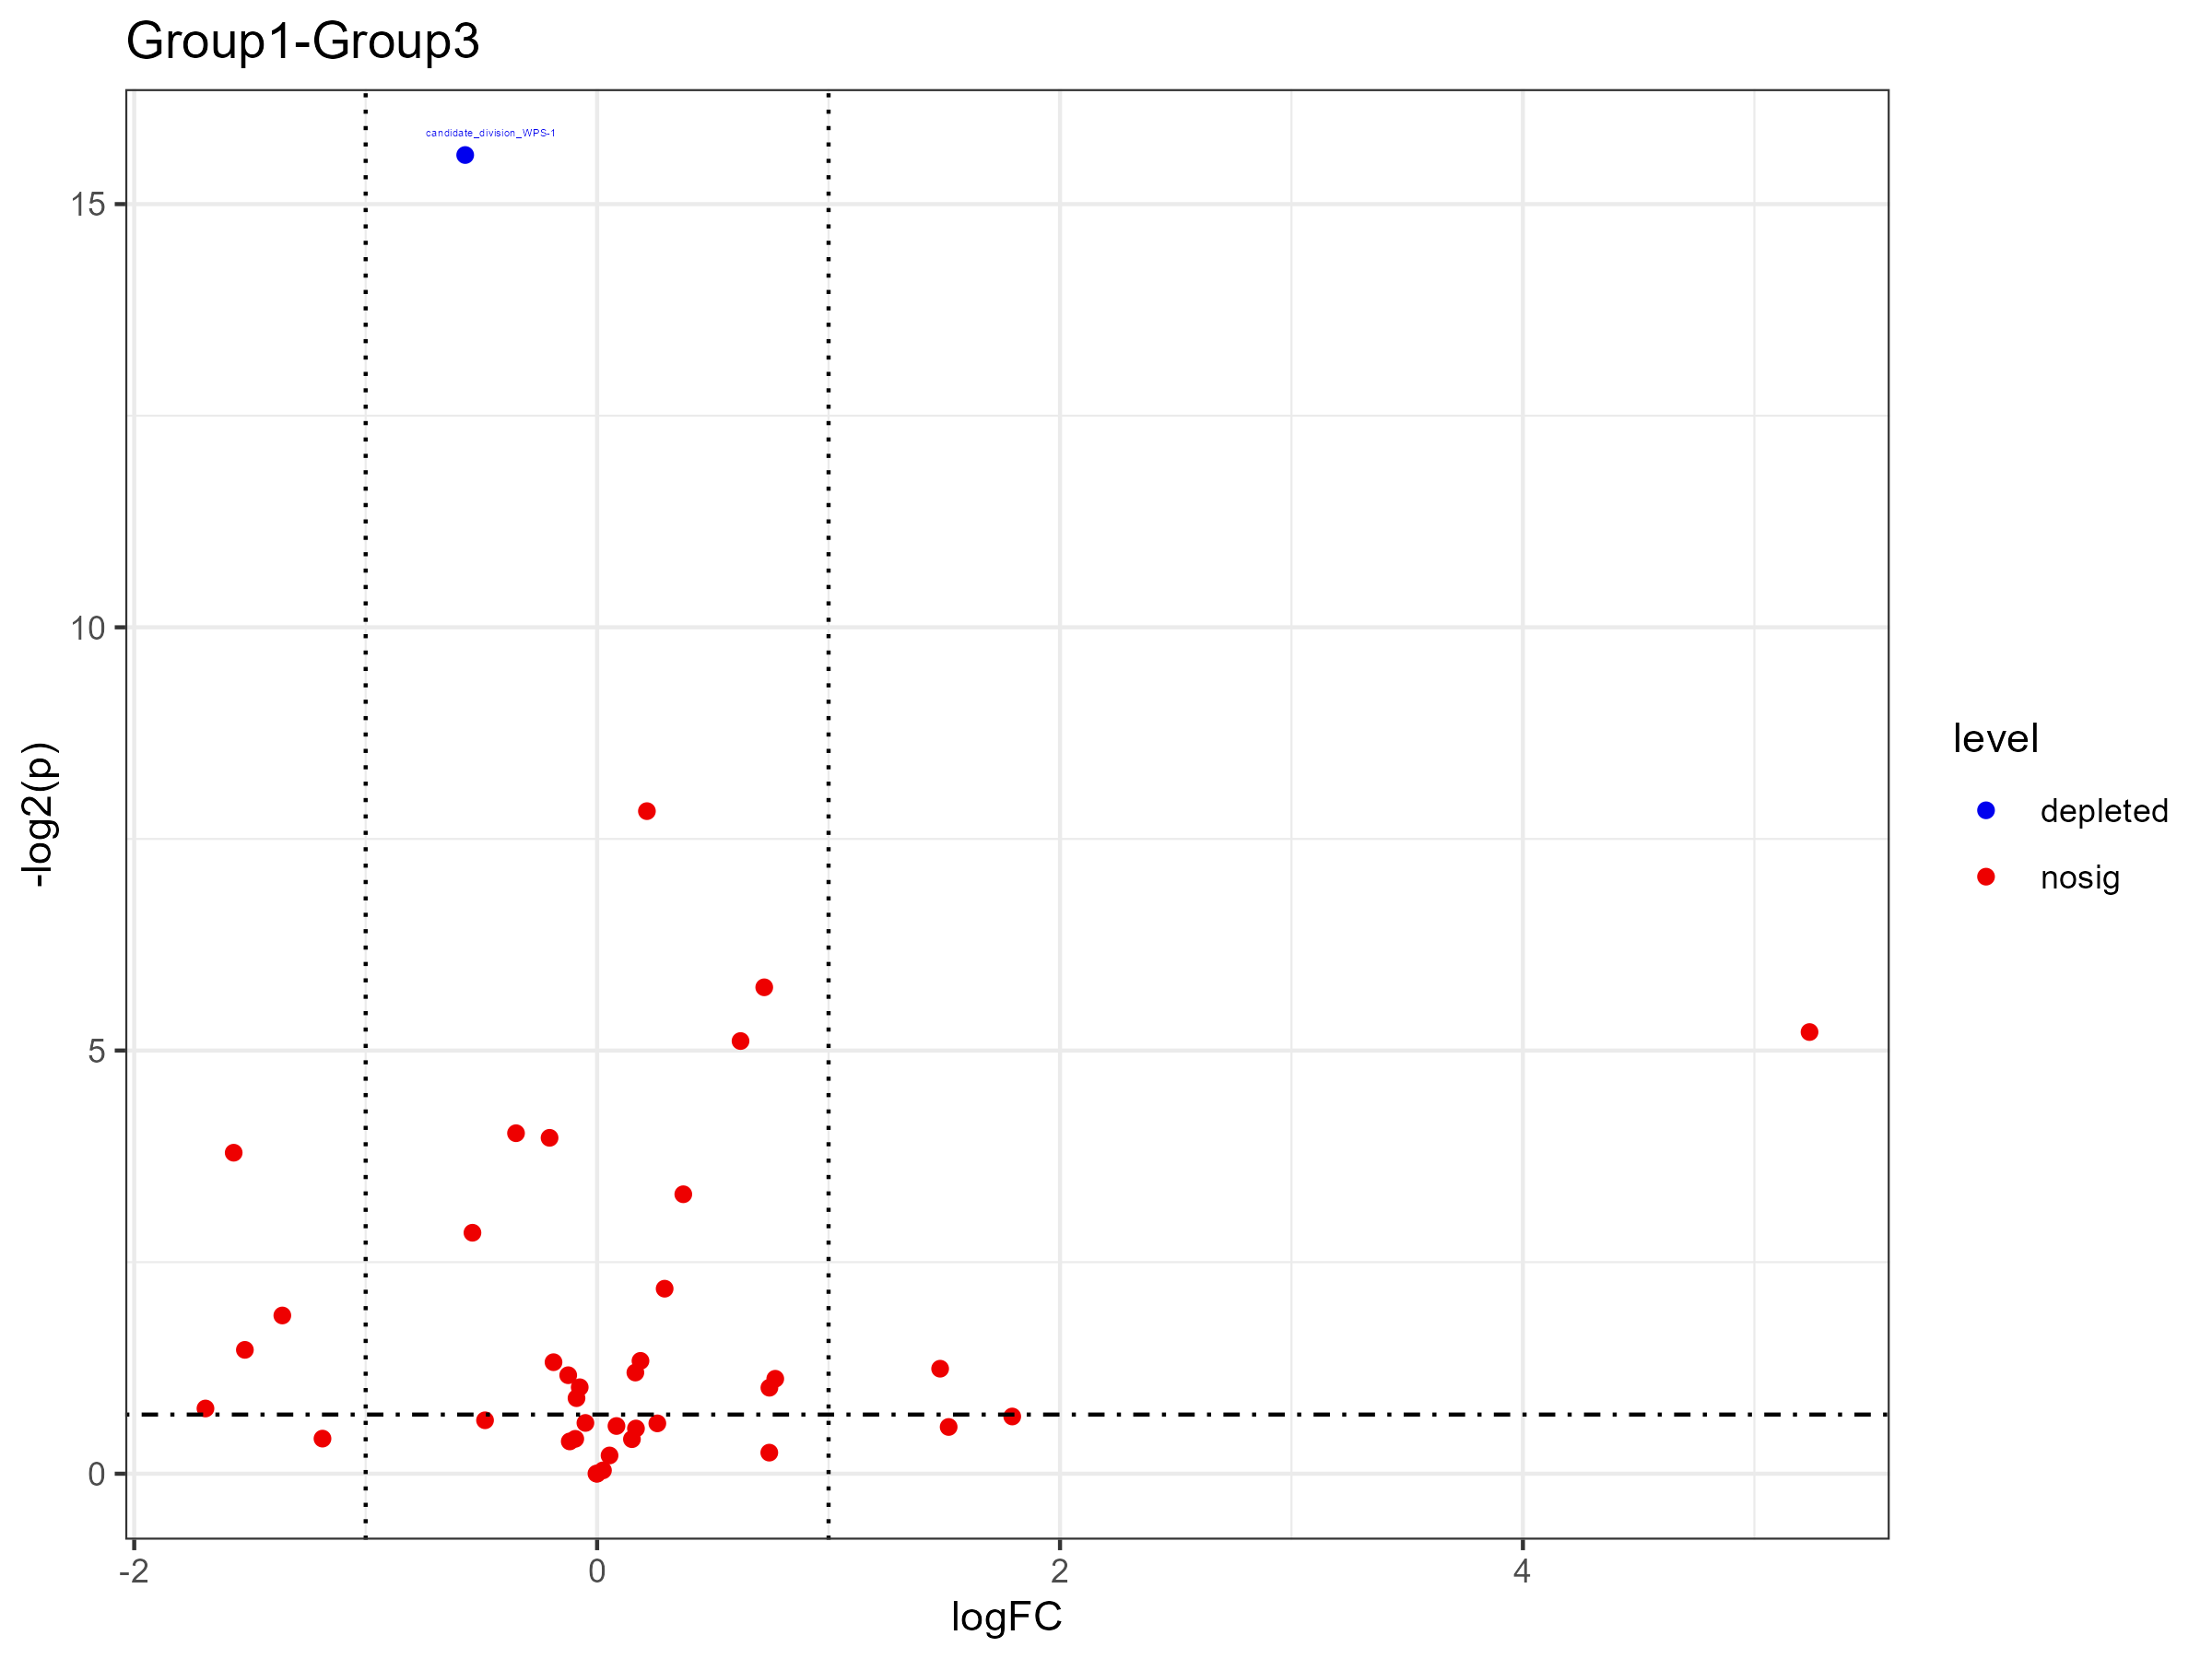 Group1-Group3
candidate_division_WPS-1
15
10
5
0
-log2(p)
-2
0
2
4
logFC
level
depleted
nosig